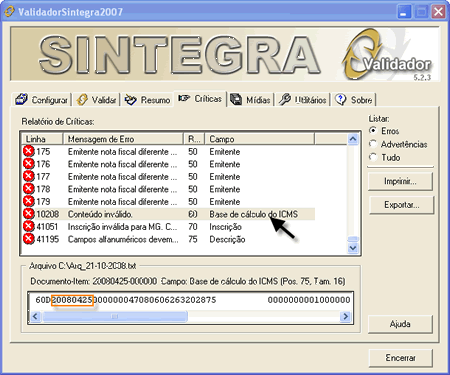 ValidadorSintegra2007
SINTEGRA Validador
5.2.3
Configurar Validar Resumo Críticas Mídias Utilitários Sobre
Relatório de Críticas:
Linha Mensagem de Erro R... Campo
175 Emitente nota fiscal diferente ... 50 Emitente
176 Emitente nota fiscal diferente ... 50 Emitente
177 Emitente nota fiscal diferente ... 50 Emitente
178 Emitente nota fiscal diferente ... 50 Emitente
179 Emitente nota fiscal diferente ... 50 Emitente
10208 Conteúdo inválido. 60 Base de cálculo do ICMS
41051 Inscrição inválida para MG. C... 70 Inscrição
41195 Campos alfanuméricos devem... 75 Descrição
Listar:
Erros
Advertências
Tudo
Imprimir...
Exportar...
Arquivo C:\Arq_21-10-2008.txt
Documento-Item: 20080425-000000 Campo: Base de cálculo do ICMS (Pos. 75, Tam. 16)
60D20080425000000004708060626320 2875 0000000001000000
Ajuda
Encerrar